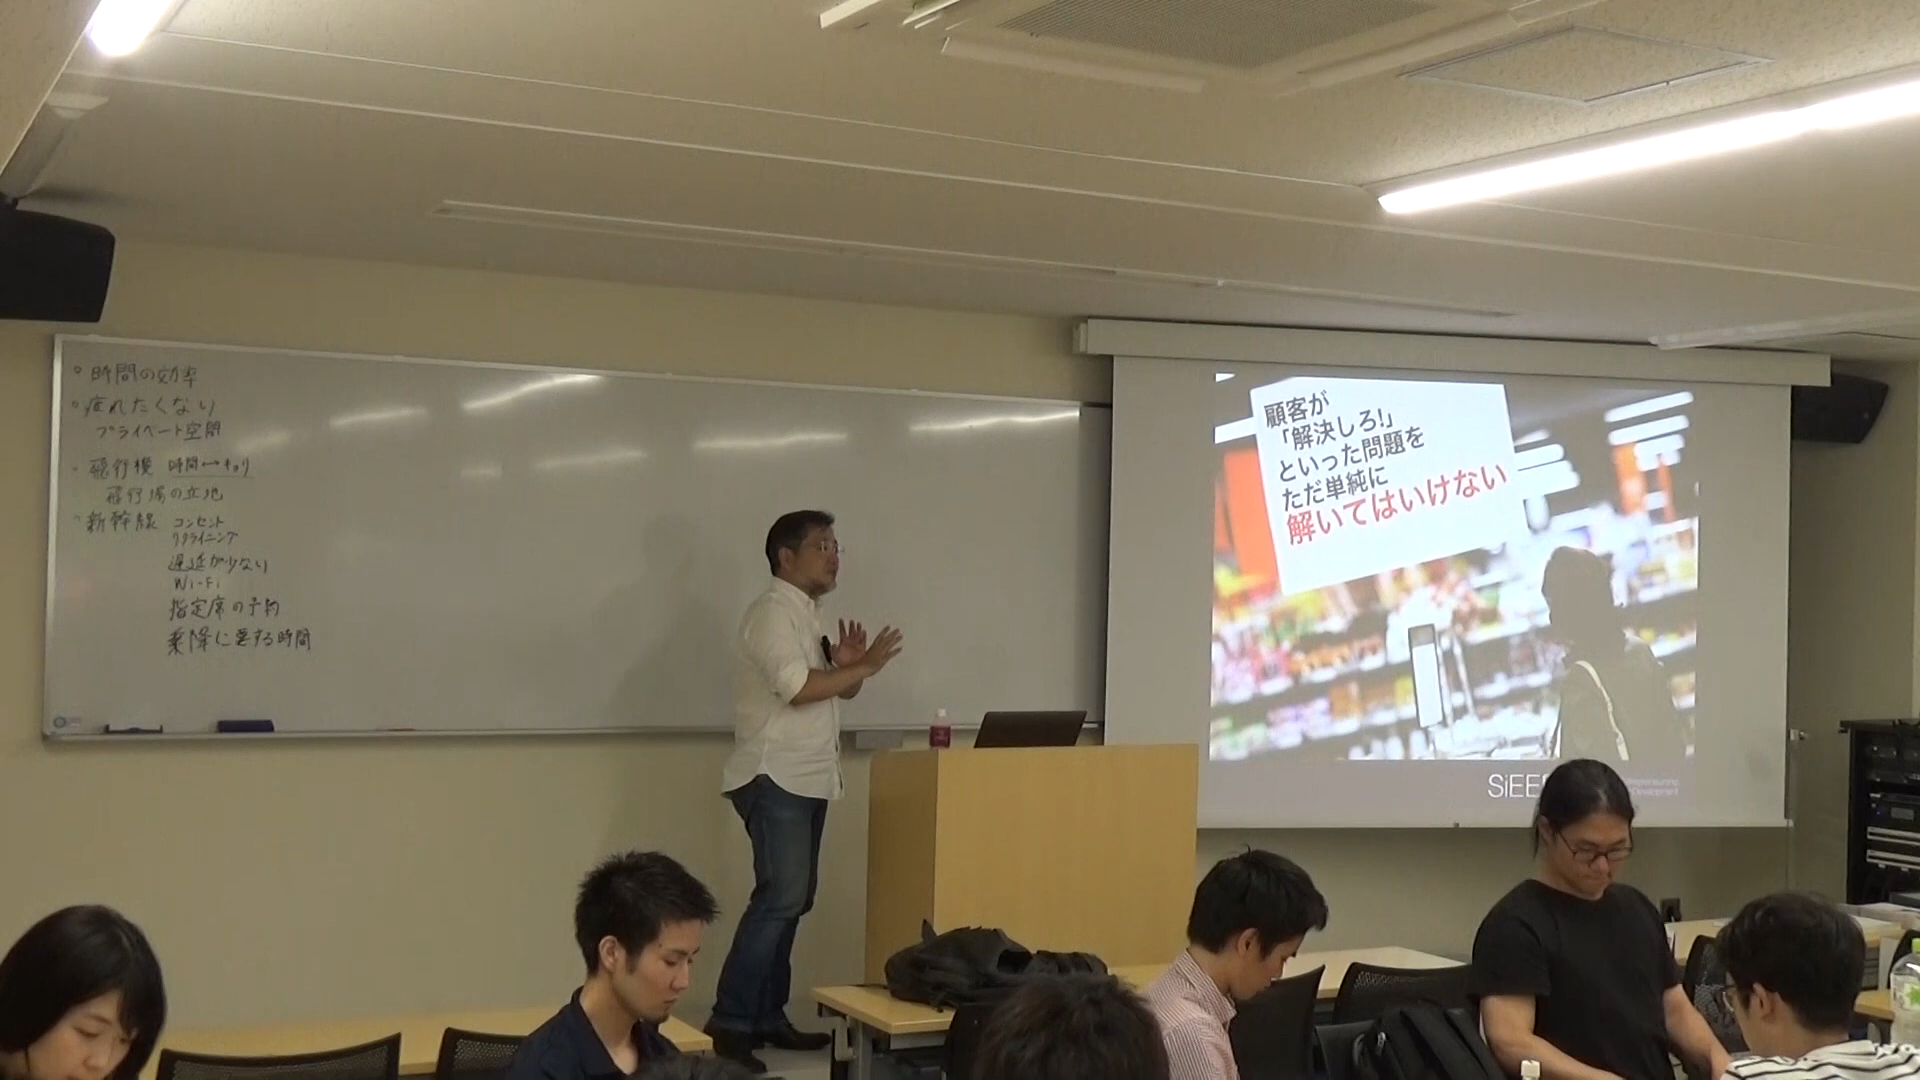 時間の効率
疲れたくない
プライベート空間
飛行機 時間↔キョリ
飛行場の立地
新幹線 コンセント
リクライニング
遅延が少ない
Wi-Fi
指定席の予約
乗降に要する時間
顧客が
「解決しろ!」
といった問題を
ただ単純に
解いてはいけない
SiEE